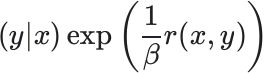 (y|x) exp(1/β r(x, y))